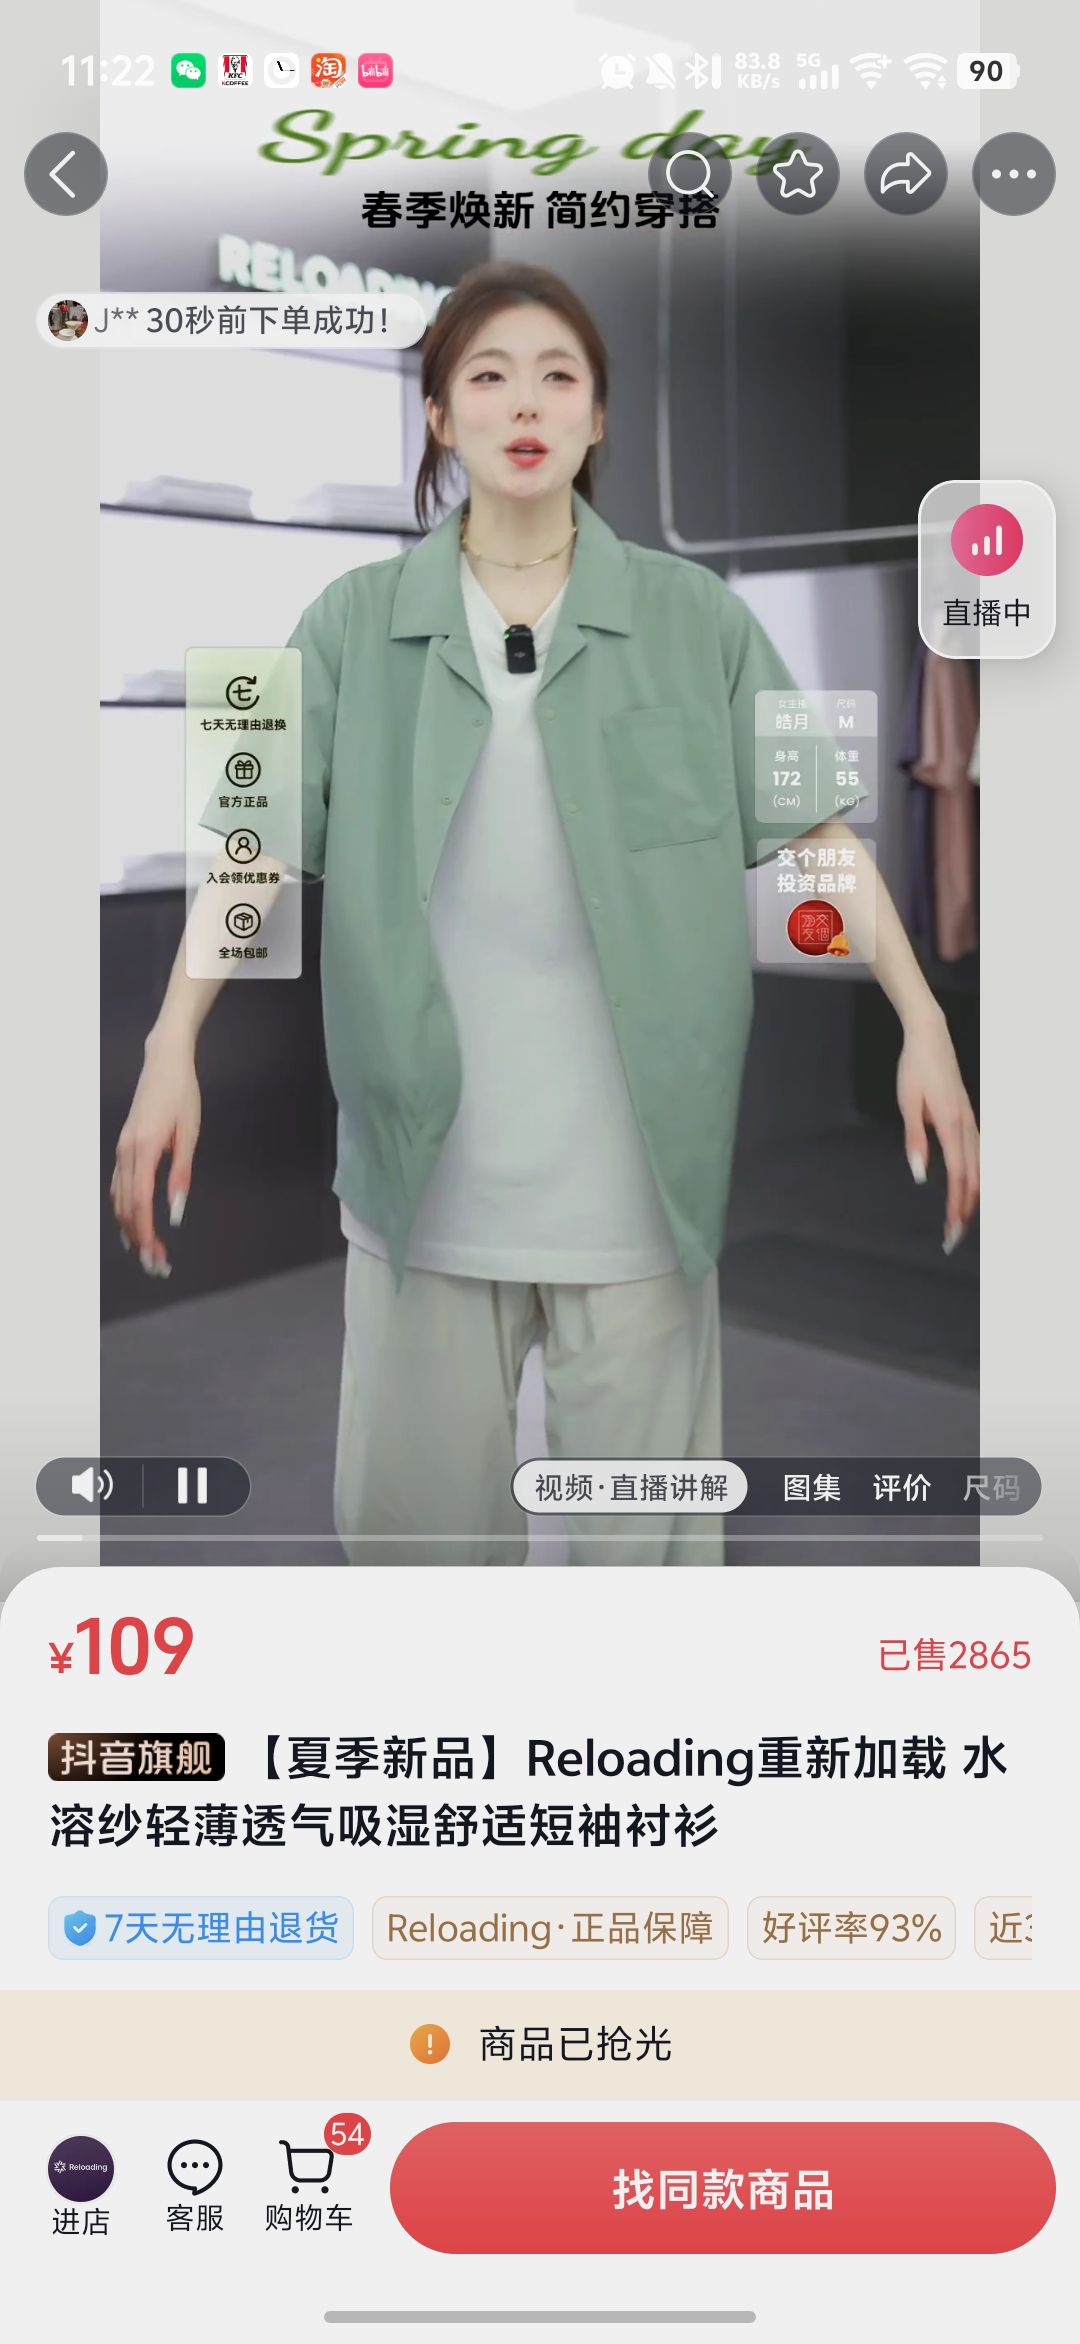 11:22
KFC
KCOFFEE
淘
bilibili
83.8
KB/s
5G
90
Spring day
春季焕新 简约穿搭
RELOADING
J** 30秒前下单成功!
直播中
七天无理由退换
官方正品
入会领优惠券
全场包邮
女主播 尺码
皓月 M
身高 体重
172 55
(CM) (KG)
交个朋友
投资品牌
视频·直播讲解 图集 评价 尺码
¥109
已售2865
抖音旗舰 【夏季新品】Reloading重新加载 水
溶纱轻薄透气吸湿舒适短袖衬衫
7天无理由退货 Reloading·正品保障 好评率93% 近3
商品已抢光
Reloading
进店
客服
54
购物车
找同款商品